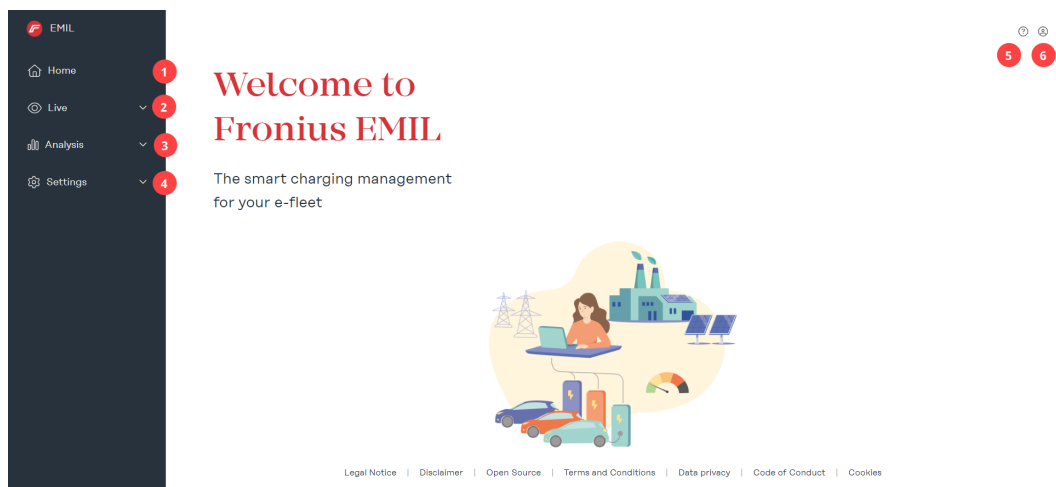 EMIL
Home
1
Live
2
Analysis
3
Settings
4
5
6
Welcome to
Fronius EMIL
The smart charging management
for your e-fleet
Legal Notice | Disclaimer | Open Source | Terms and Conditions | Data privacy | Code of Conduct | Cookies